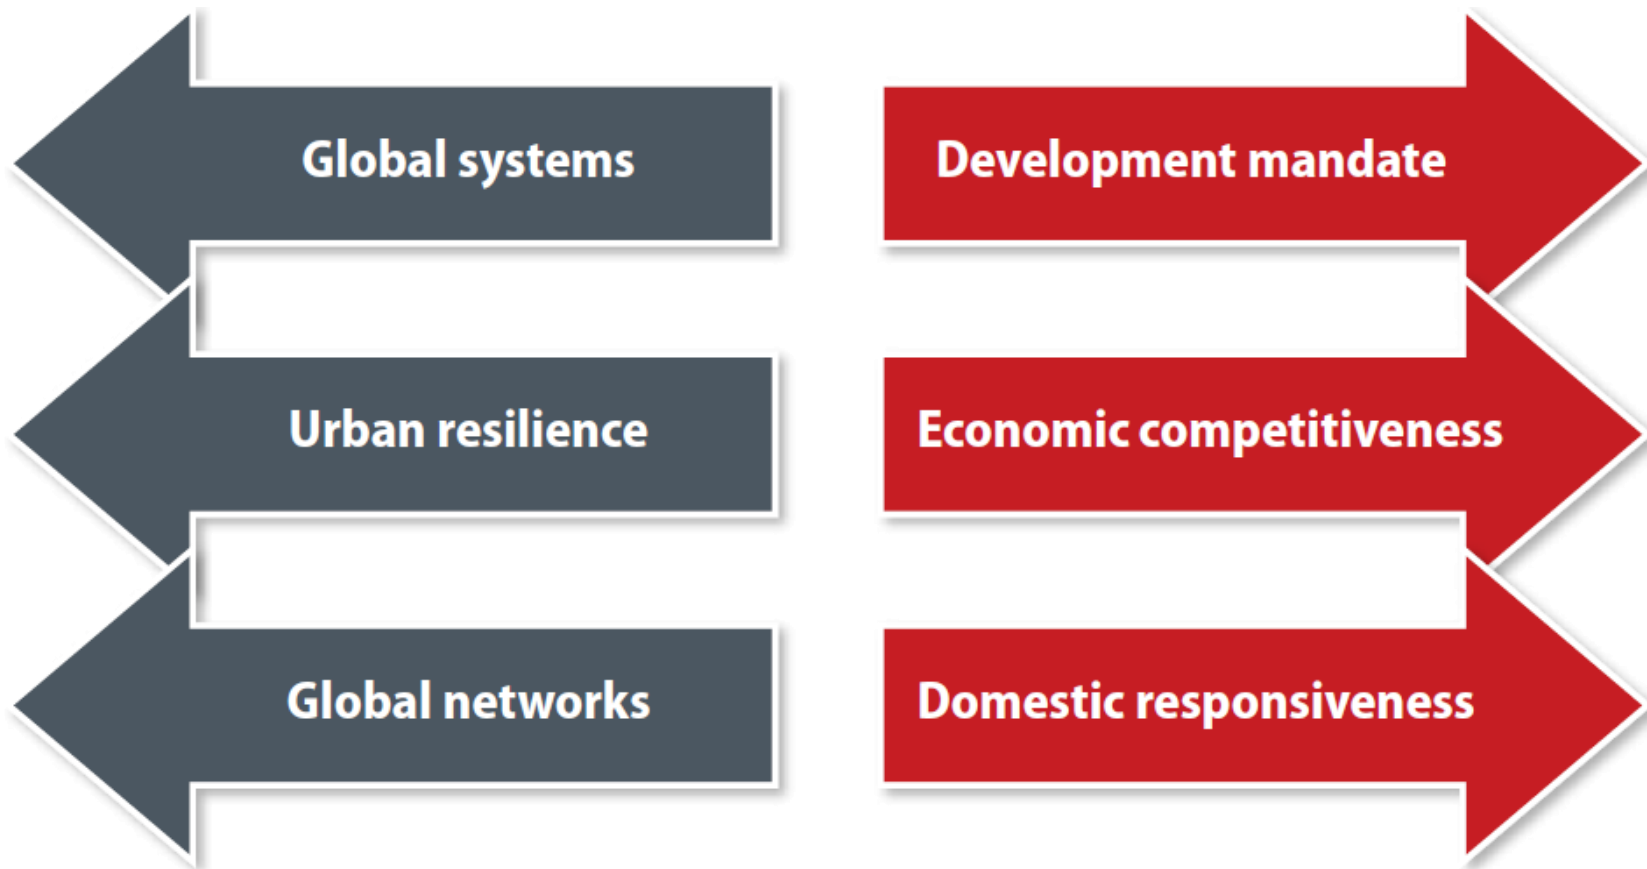 Global systems
Development mandate
Urban resilience
Economic competitiveness
Global networks
Domestic responsiveness